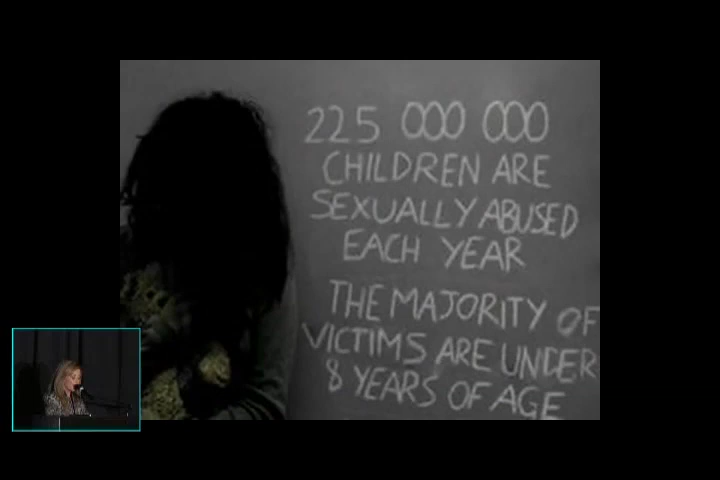 225 000 000
CHILDREN ARE
SEXUALLY ABUSED
EACH YEAR
THE MAJORITY OF
VICTIMS ARE UNDER
8 YEARS OF AGE